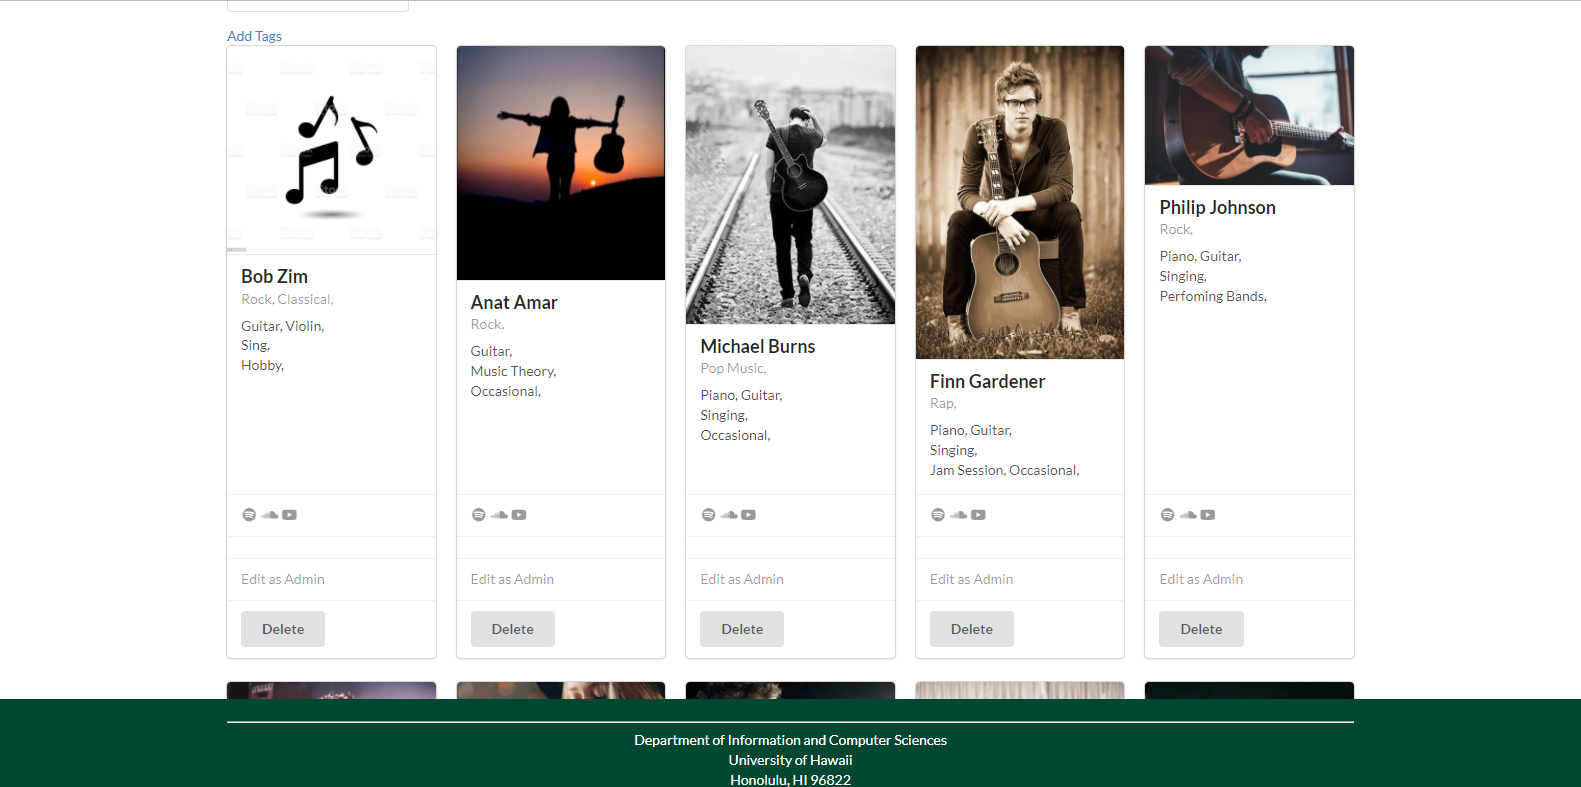 Add Tags
Bob Zim
Rock, Classical,
Guitar, Violin,
Sing,
Hobby,
Edit as Admin
Delete
Anat Amar
Rock,
Guitar,
Music Theory,
Occasional,
Edit as Admin
Delete
Michael Burns
Pop Music,
Piano, Guitar,
Singing,
Occasional,
Edit as Admin
Delete
Finn Gardener
Rap,
Piano, Guitar,
Singing,
Jam Session, Occasional,
Edit as Admin
Delete
Philip Johnson
Rock,
Piano, Guitar,
Singing,
Perfoming Bands,
Edit as Admin
Delete
Department of Information and Computer Sciences
University of Hawaii
Honolulu, HI 96822